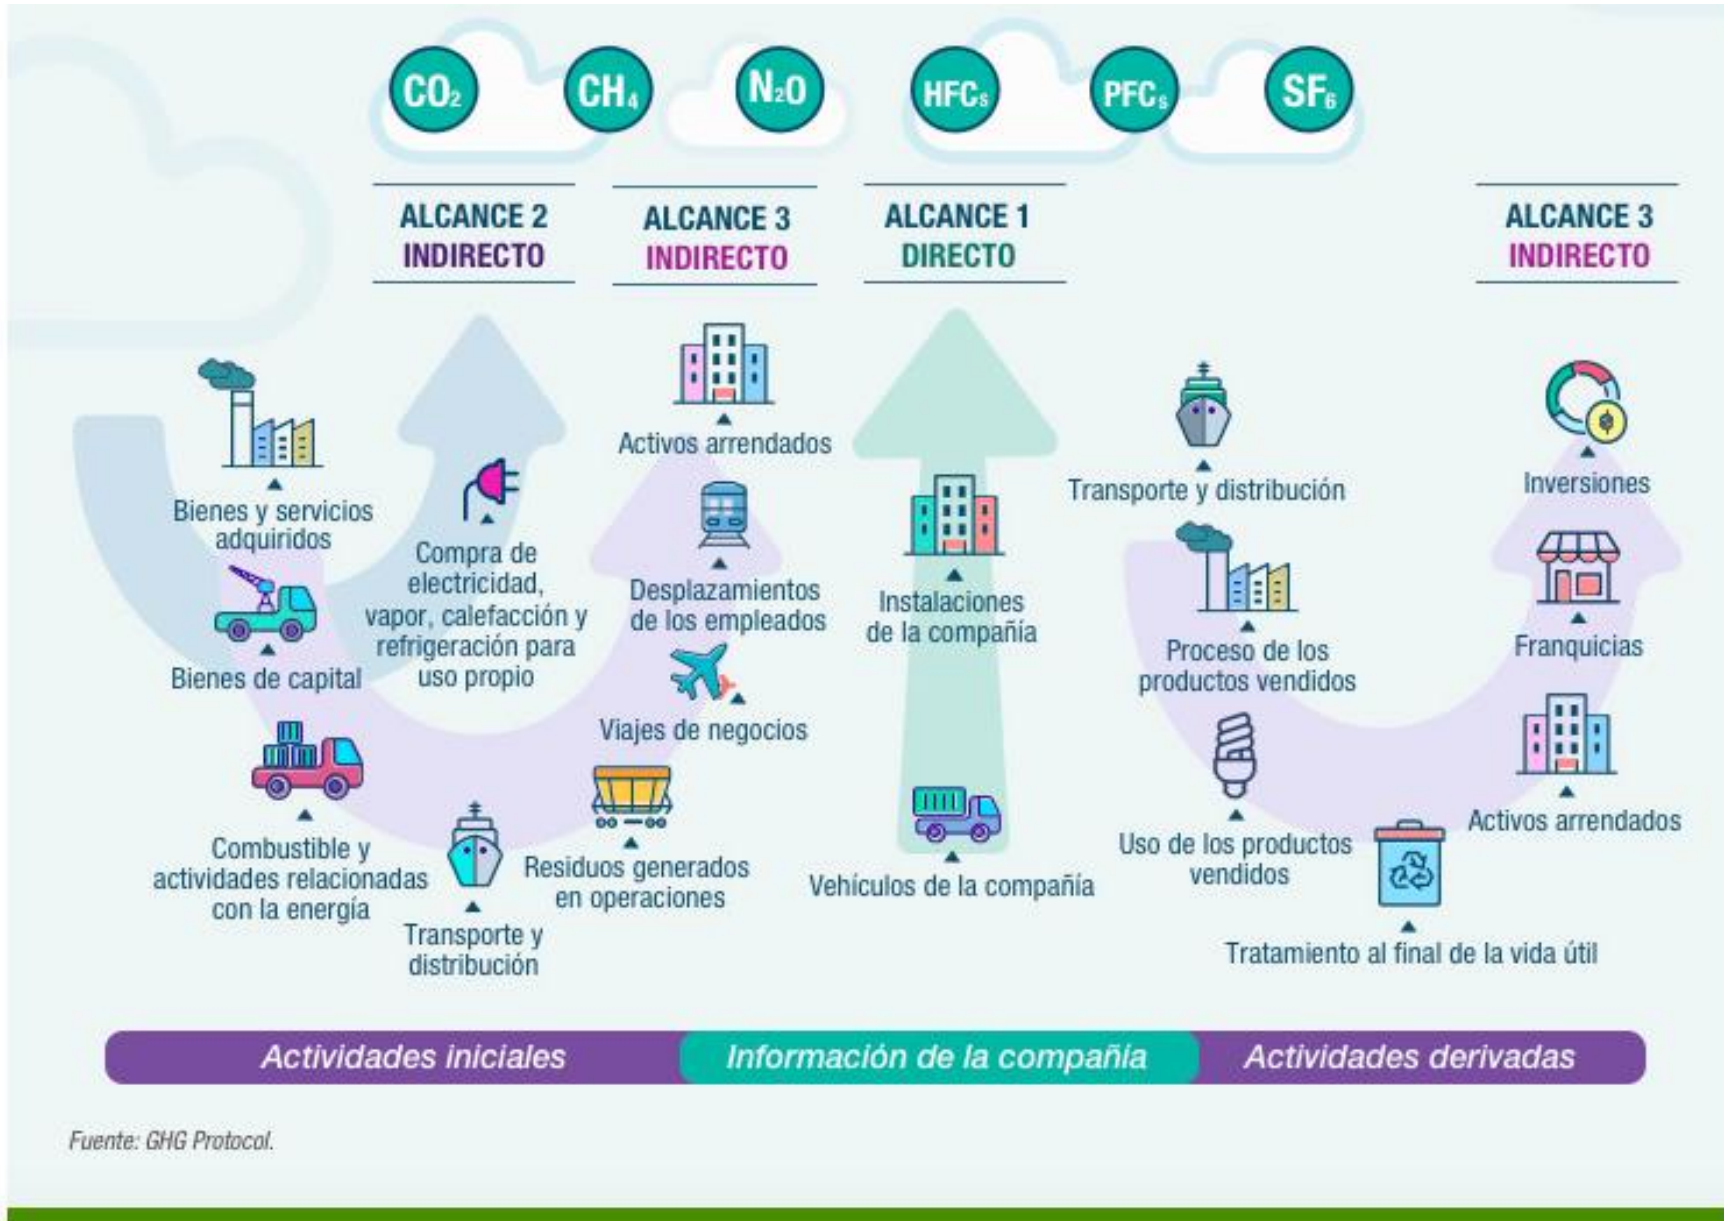 CO₂
CH₄
N₂O
HFCs
PFCs
SF₆
ALCANCE 2
INDIRECTO
ALCANCE 3
INDIRECTO
ALCANCE 1
DIRECTO
ALCANCE 3
INDIRECTO
Bienes y servicios
adquiridos
Bienes de capital
Combustible y
actividades relacionadas
con la energía
Compra de
electricidad,
vapor, calefacción y
refrigeración para
uso propio
Transporte y
distribución
Activos arrendados
Desplazamientos
de los empleados
Viajes de negocios
Residuos generados
en operaciones
Instalaciones
de la compañía
Vehículos de la compañía
Transporte y distribución
Proceso de los
productos vendidos
Uso de los productos
vendidos
Tratamiento al final de la vida útil
Inversiones
Franquicias
Activos arrendados
Actividades iniciales
Información de la compañía
Actividades derivadas
Fuente: GHG Protocol.